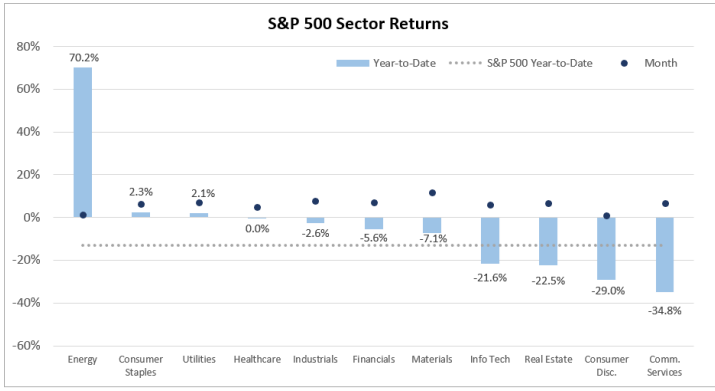 S&P 500 Sector Returns
Year-to-Date
S&P 500 Year-to-Date
Month
80%
60%
40%
20%
0%
-20%
-40%
-60%
70.2%
2.3%
2.1%
0.0%
-2.6%
-5.6%
-7.1%
-21.6%
-22.5%
-29.0%
-34.8%
Energy
Consumer
Staples
Utilities
Healthcare
Industrials
Financials
Materials
Info Tech
Real Estate
Consumer
Disc.
Comm.
Services